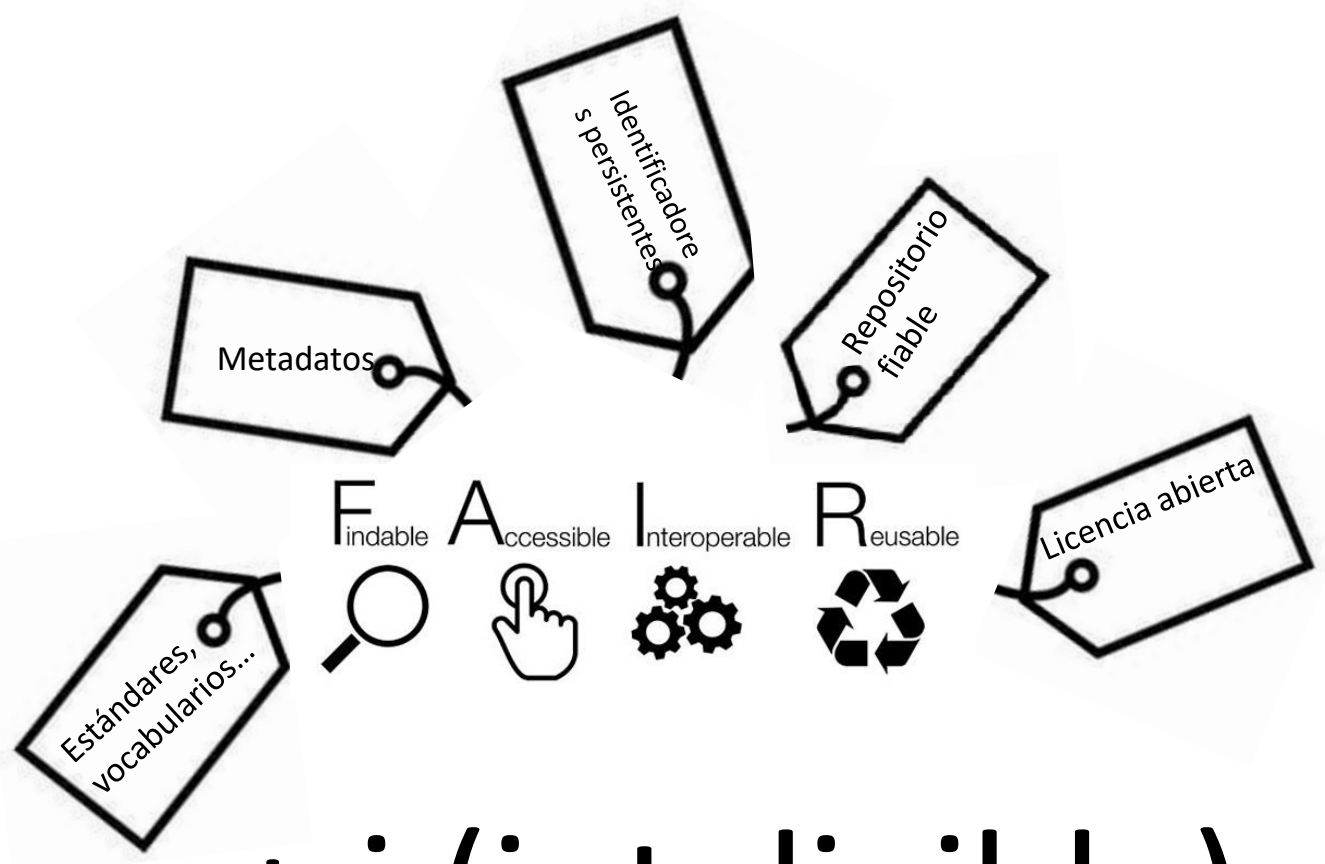 Identificadore
s persistentes
Repositorio
fiable
Metadatos
Licencia abierta
Findable Accessible Interoperable Reusable
Estándares,
vocabularios...